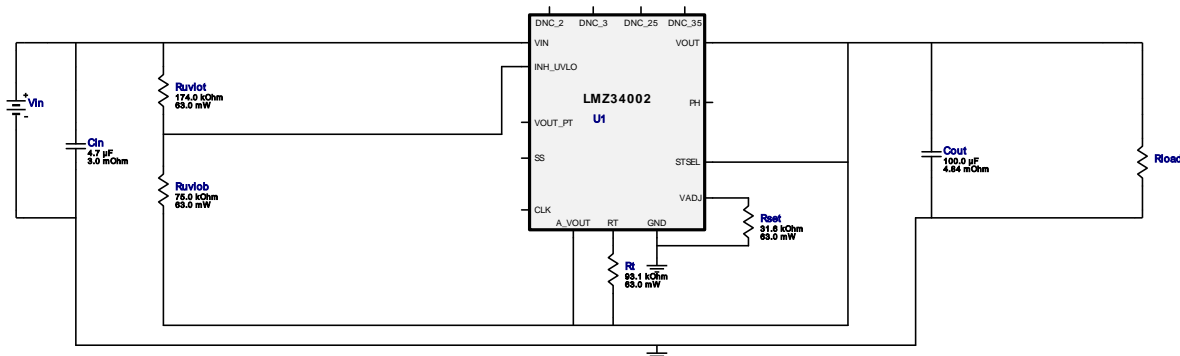 DNC_2 DNC_3 DNC_25 DNC_35
VIN VOUT
INH_UVLO
LMZ34002
U1
PH
VOUT_PT
SS STSEL
VADJ
CLK
A_VOUT RT GND
+
Vin
-
Cin
4.7 µF
3.0 mOhm
Ruvlot
174.0 kOhm
63.0 mW
Ruvlob
75.0 kOhm
63.0 mW
Rt
93.1 kOhm
63.0 mW
Rset
31.6 kOhm
63.0 mW
Cout
100.0 µF
4.84 mOhm
Rload